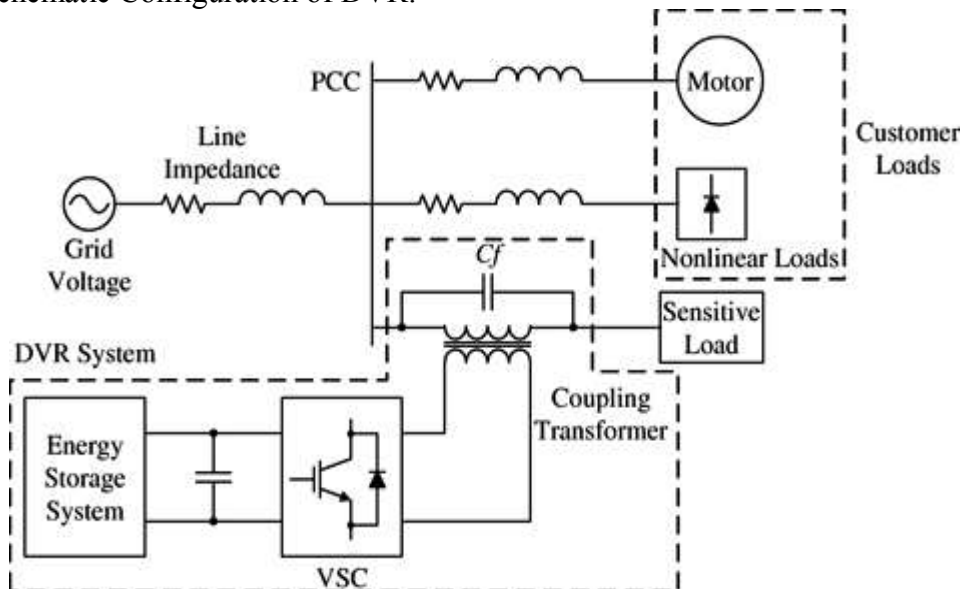 Schematic Configuration of DVR.
PCC
Motor
Line
Impedance
Customer
Loads
Grid
Voltage
Nonlinear Loads
Cf
Sensitive
Load
DVR System
Coupling
Transformer
Energy
Storage
System
VSC